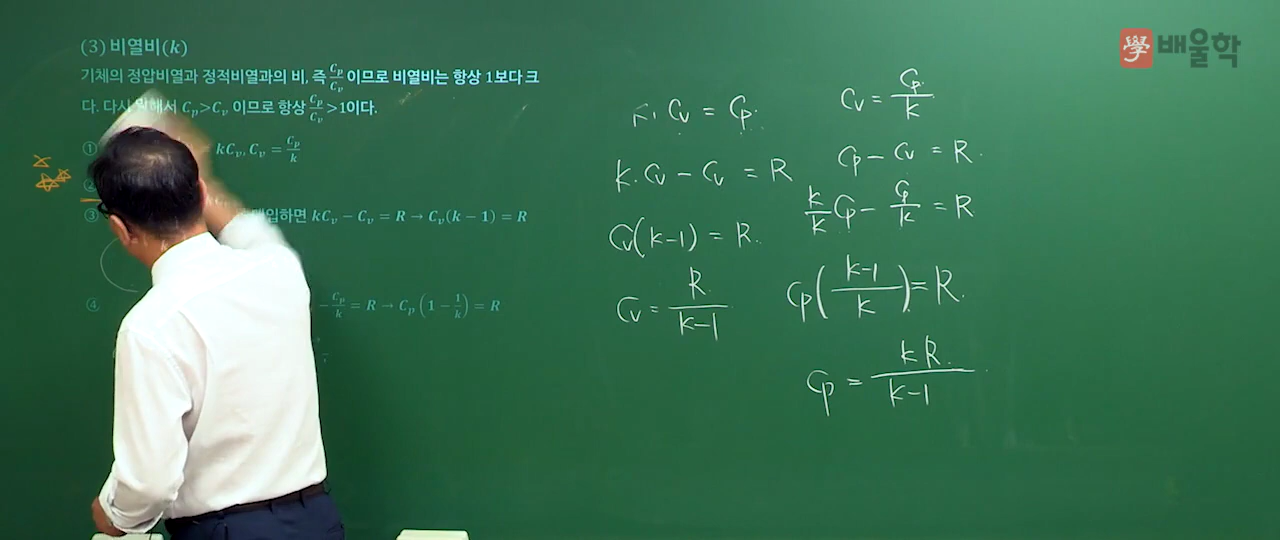 (3) 비열비(k)
기체의 정압비열과 정적비열과의 비, 즉 Cp/Cv 이므로 비열비는 항상 1보다 크
다. 다시 말해서 Cp>Cv 이므로 항상 Cp/Cv >1이다.
① kCv, Cv = Cp/k
②
③ 대입하면 kCv − Cv = R → Cv(k − 1) = R
④ − Cp/k = R → Cp(1 − 1/k) = R
k·Cv = Cp
k·Cv − Cv = R
Cv(k−1) = R
Cv = R/k−1
Cv = Cp/k
Cp − Cv = R
k/k Cp − Cp/k = R
Cp(k−1/k) = R
Cp = kR/k−1
學 배울학